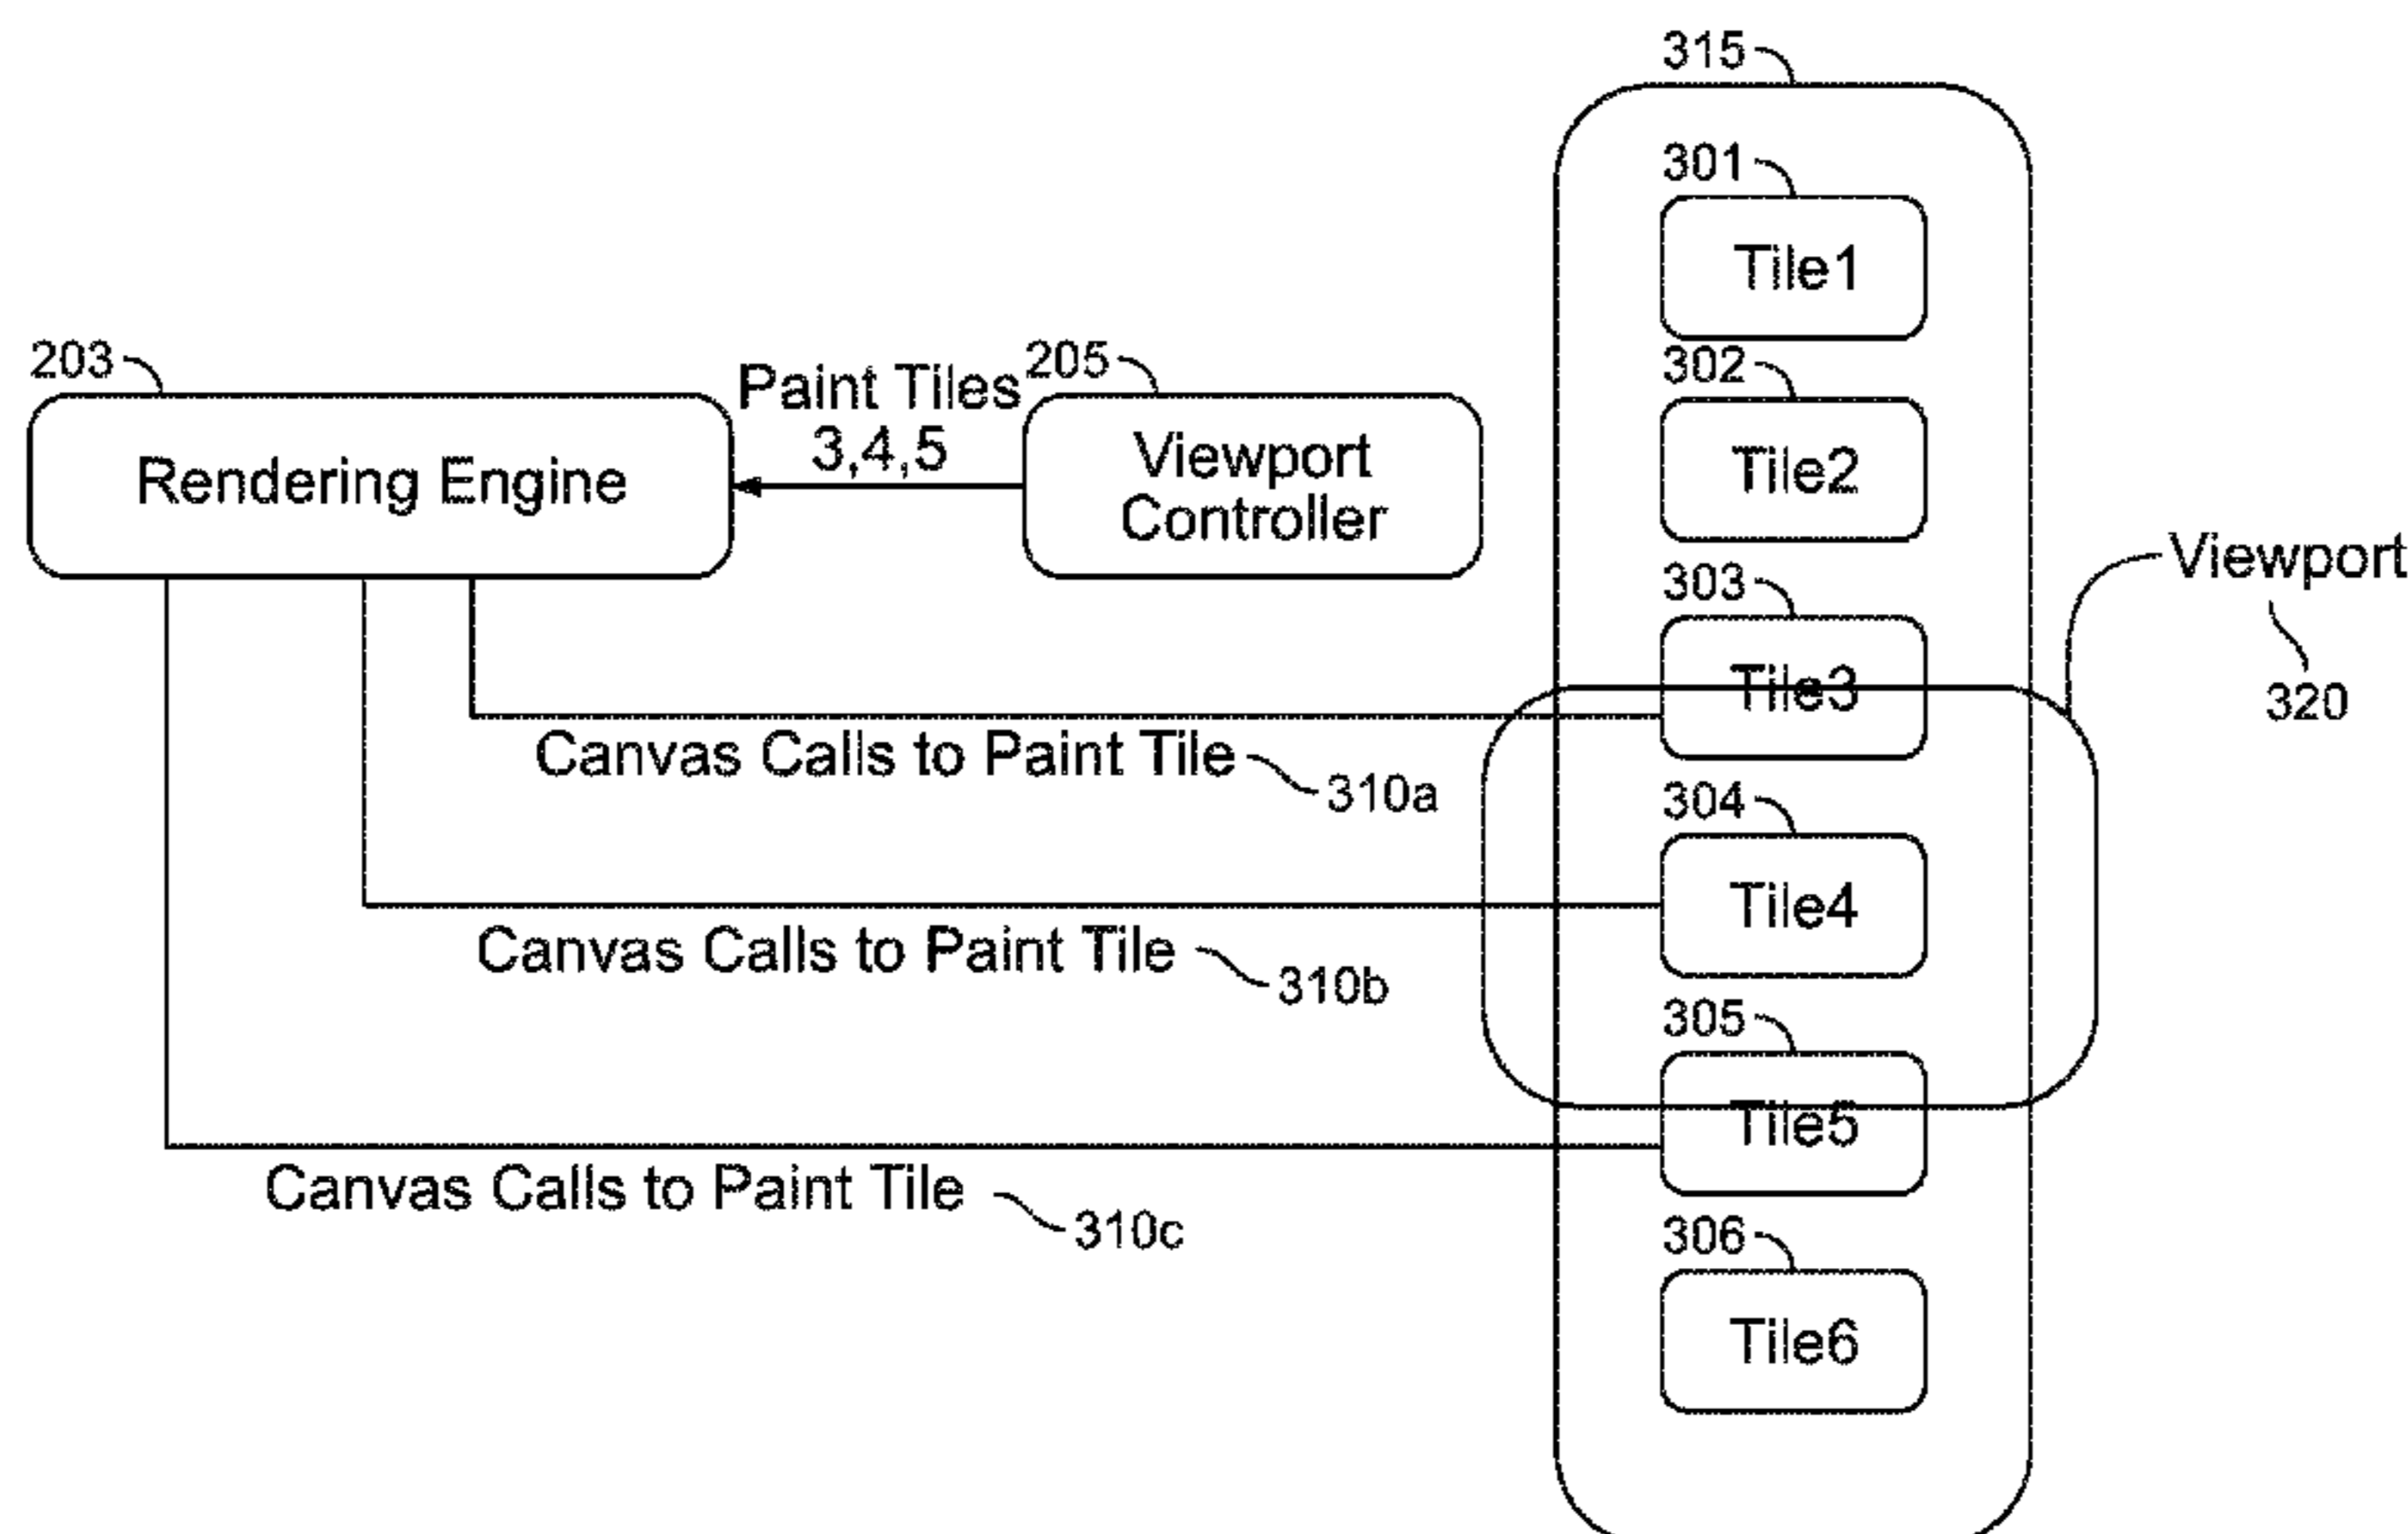 315
301
Tile1
203
Paint Tiles
3,4,5
205
302
Rendering Engine
Viewport
Controller
Tile2
Viewport
320
303
Tile3
Canvas Calls to Paint Tile
310a
304
Tile4
Canvas Calls to Paint Tile
310b
305
Tile5
Canvas Calls to Paint Tile
310c
306
Tile6